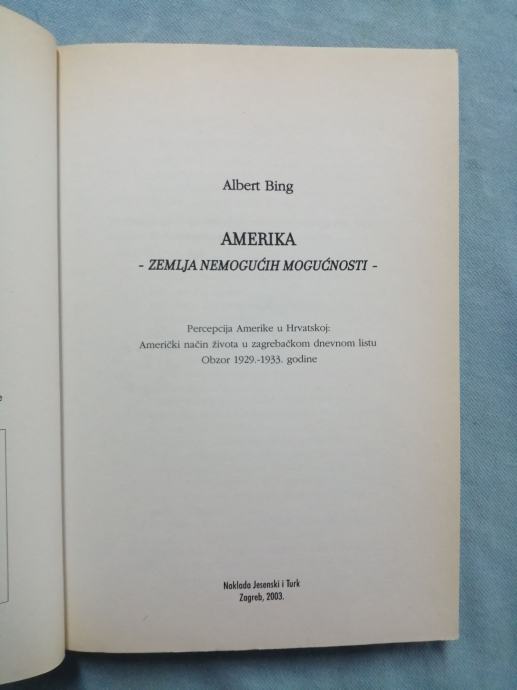 Albert Bing
AMERIKA
- ZEMLJA NEMOGUĆIH MOGUĆNOSTI -
Percepcija Amerike u Hrvatskoj:
Američki način života u zagrebačkom dnevnom listu
Obzor 1929.-1933. godine
Naklada Jesenski i Turk
Zagreb, 2003.